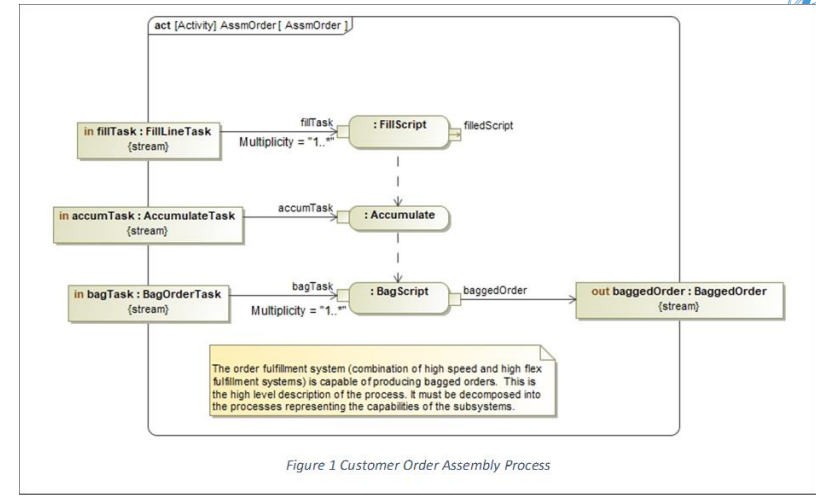 act [Activity] AssmOrder [ AssmOrder ]
in fillTask : FillLineTask
{stream}
fillTask
Multiplicity = "1..*"
: FillScript
filledScript
in accumTask : AccumulateTask
{stream}
accumTask
: Accumulate
in bagTask : BagOrderTask
{stream}
bagTask
Multiplicity = "1..*"
: BagScript
baggedOrder
out baggedOrder : BaggedOrder
{stream}
The order fulfillment system (combination of high speed and high flex
fulfillment systems) is capable of producing bagged orders. This is
the high level description of the process. It must be decomposed into
the processes representing the capabilities of the subsystems.
Figure 1 Customer Order Assembly Process